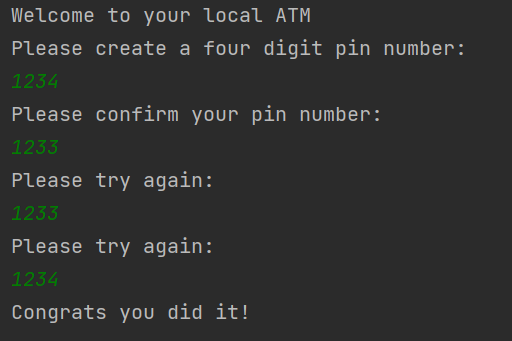 Welcome to your local ATM
Please create a four digit pin number:
1234
Please confirm your pin number:
1233
Please try again:
1233
Please try again:
1234
Congrats you did it!